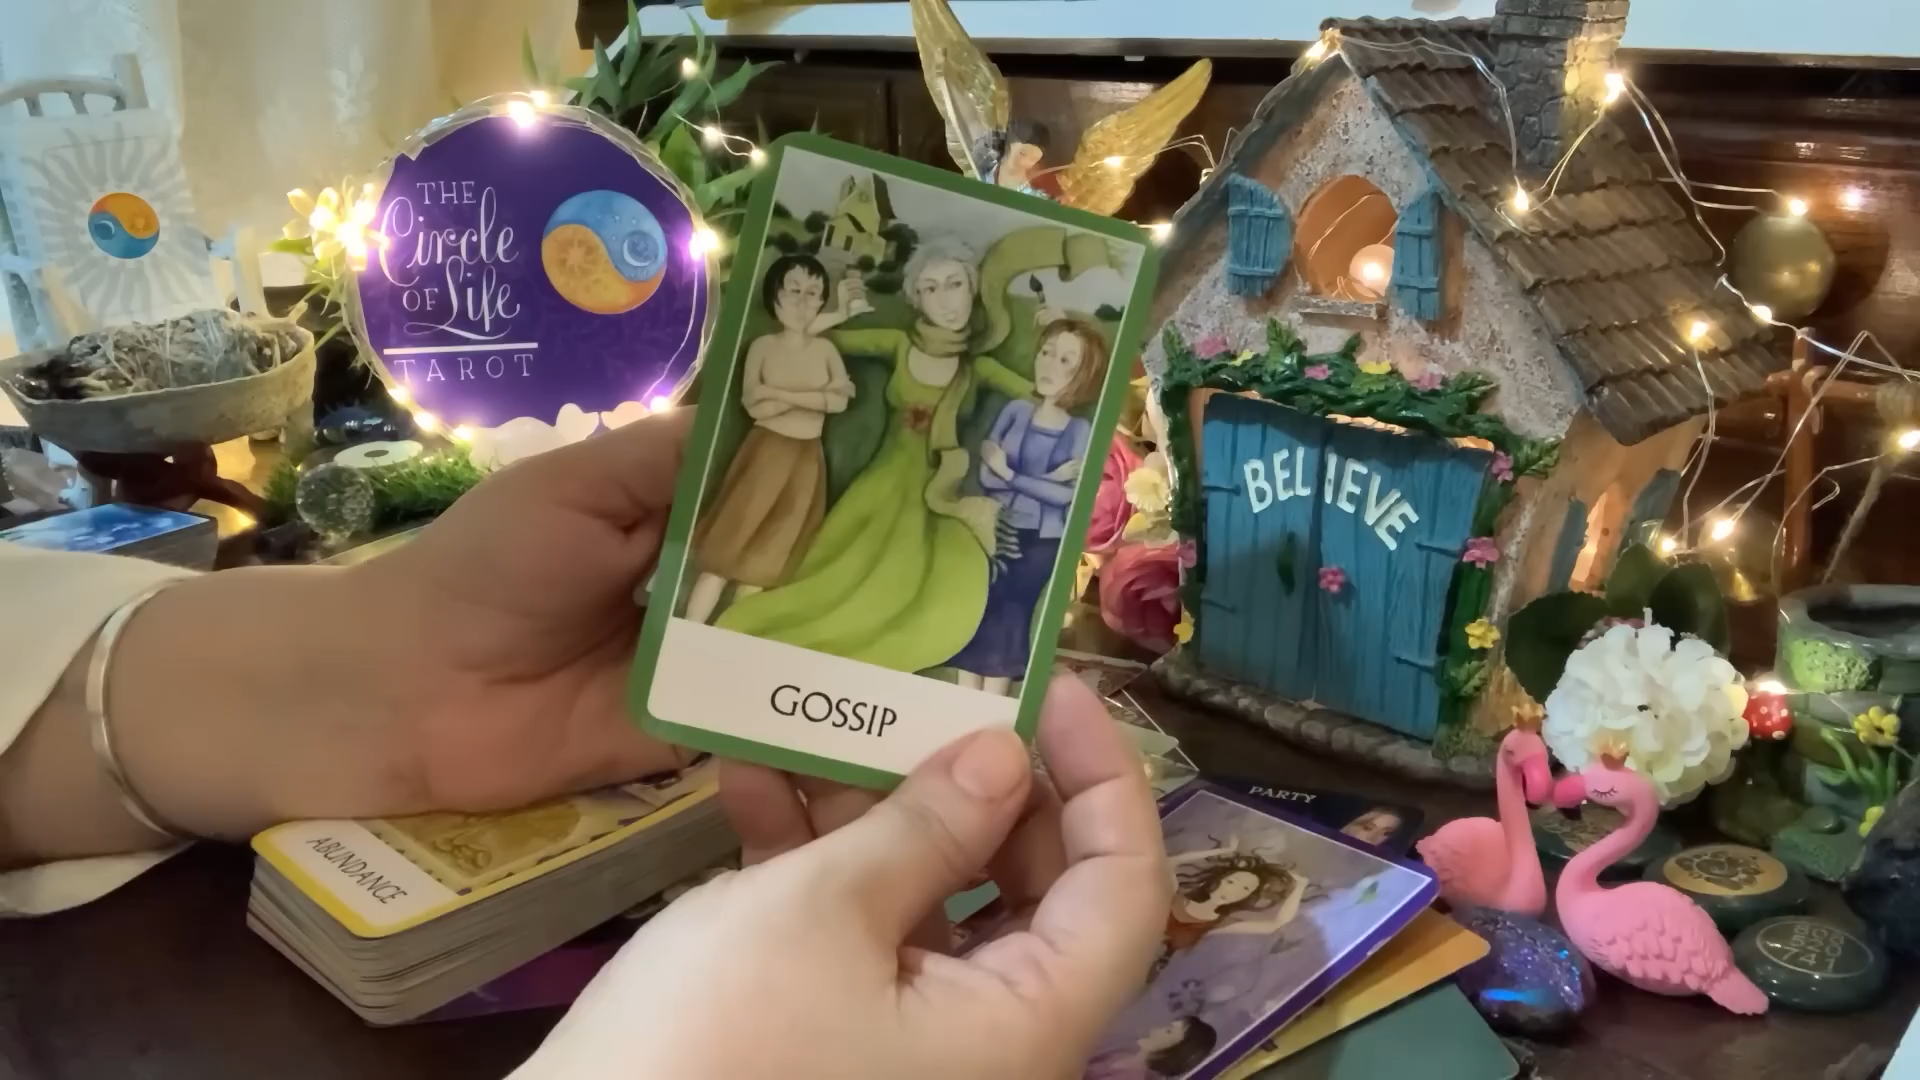 THE
Circle
OF Life
TAROT
BELIEVE
GOSSIP
PARTY
ABUNDANCE